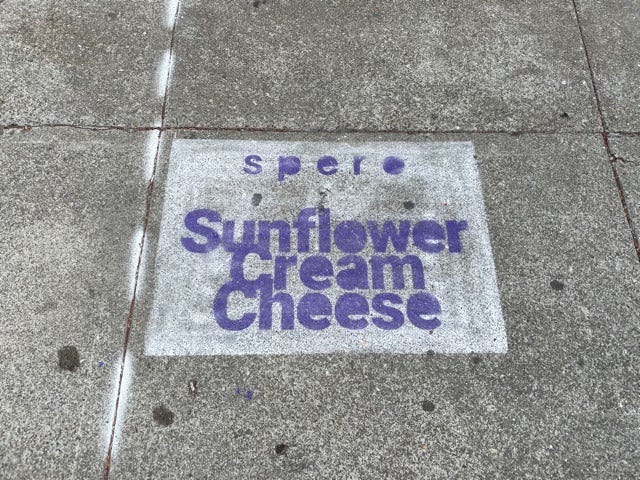 spero
Sunflower
Cream
Cheese